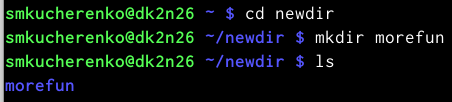 smkucherenko@dk2n26 ~ $ cd newdir
smkucherenko@dk2n26 ~/newdir $ mkdir morefun
smkucherenko@dk2n26 ~/newdir $ ls
morefun